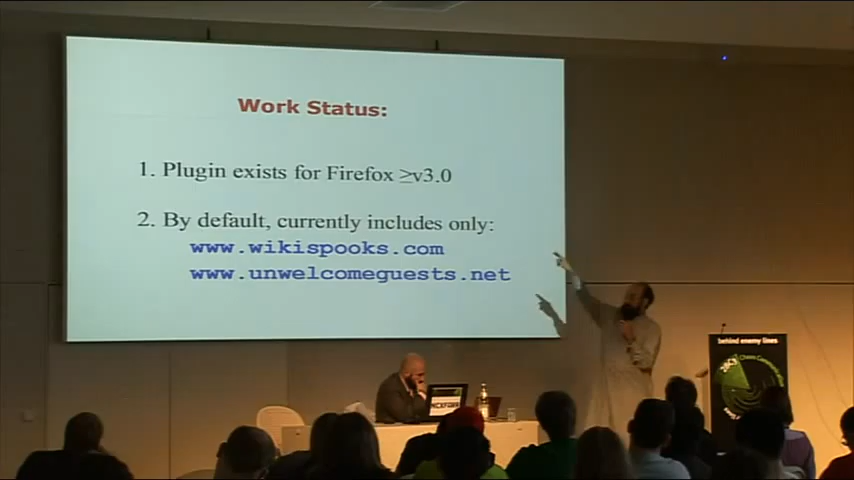 Work Status:
1. Plugin exists for Firefox ≥v3.0
2. By default, currently includes only:
www.wikispooks.com
www.unwelcomeguests.net
behind enemy lines